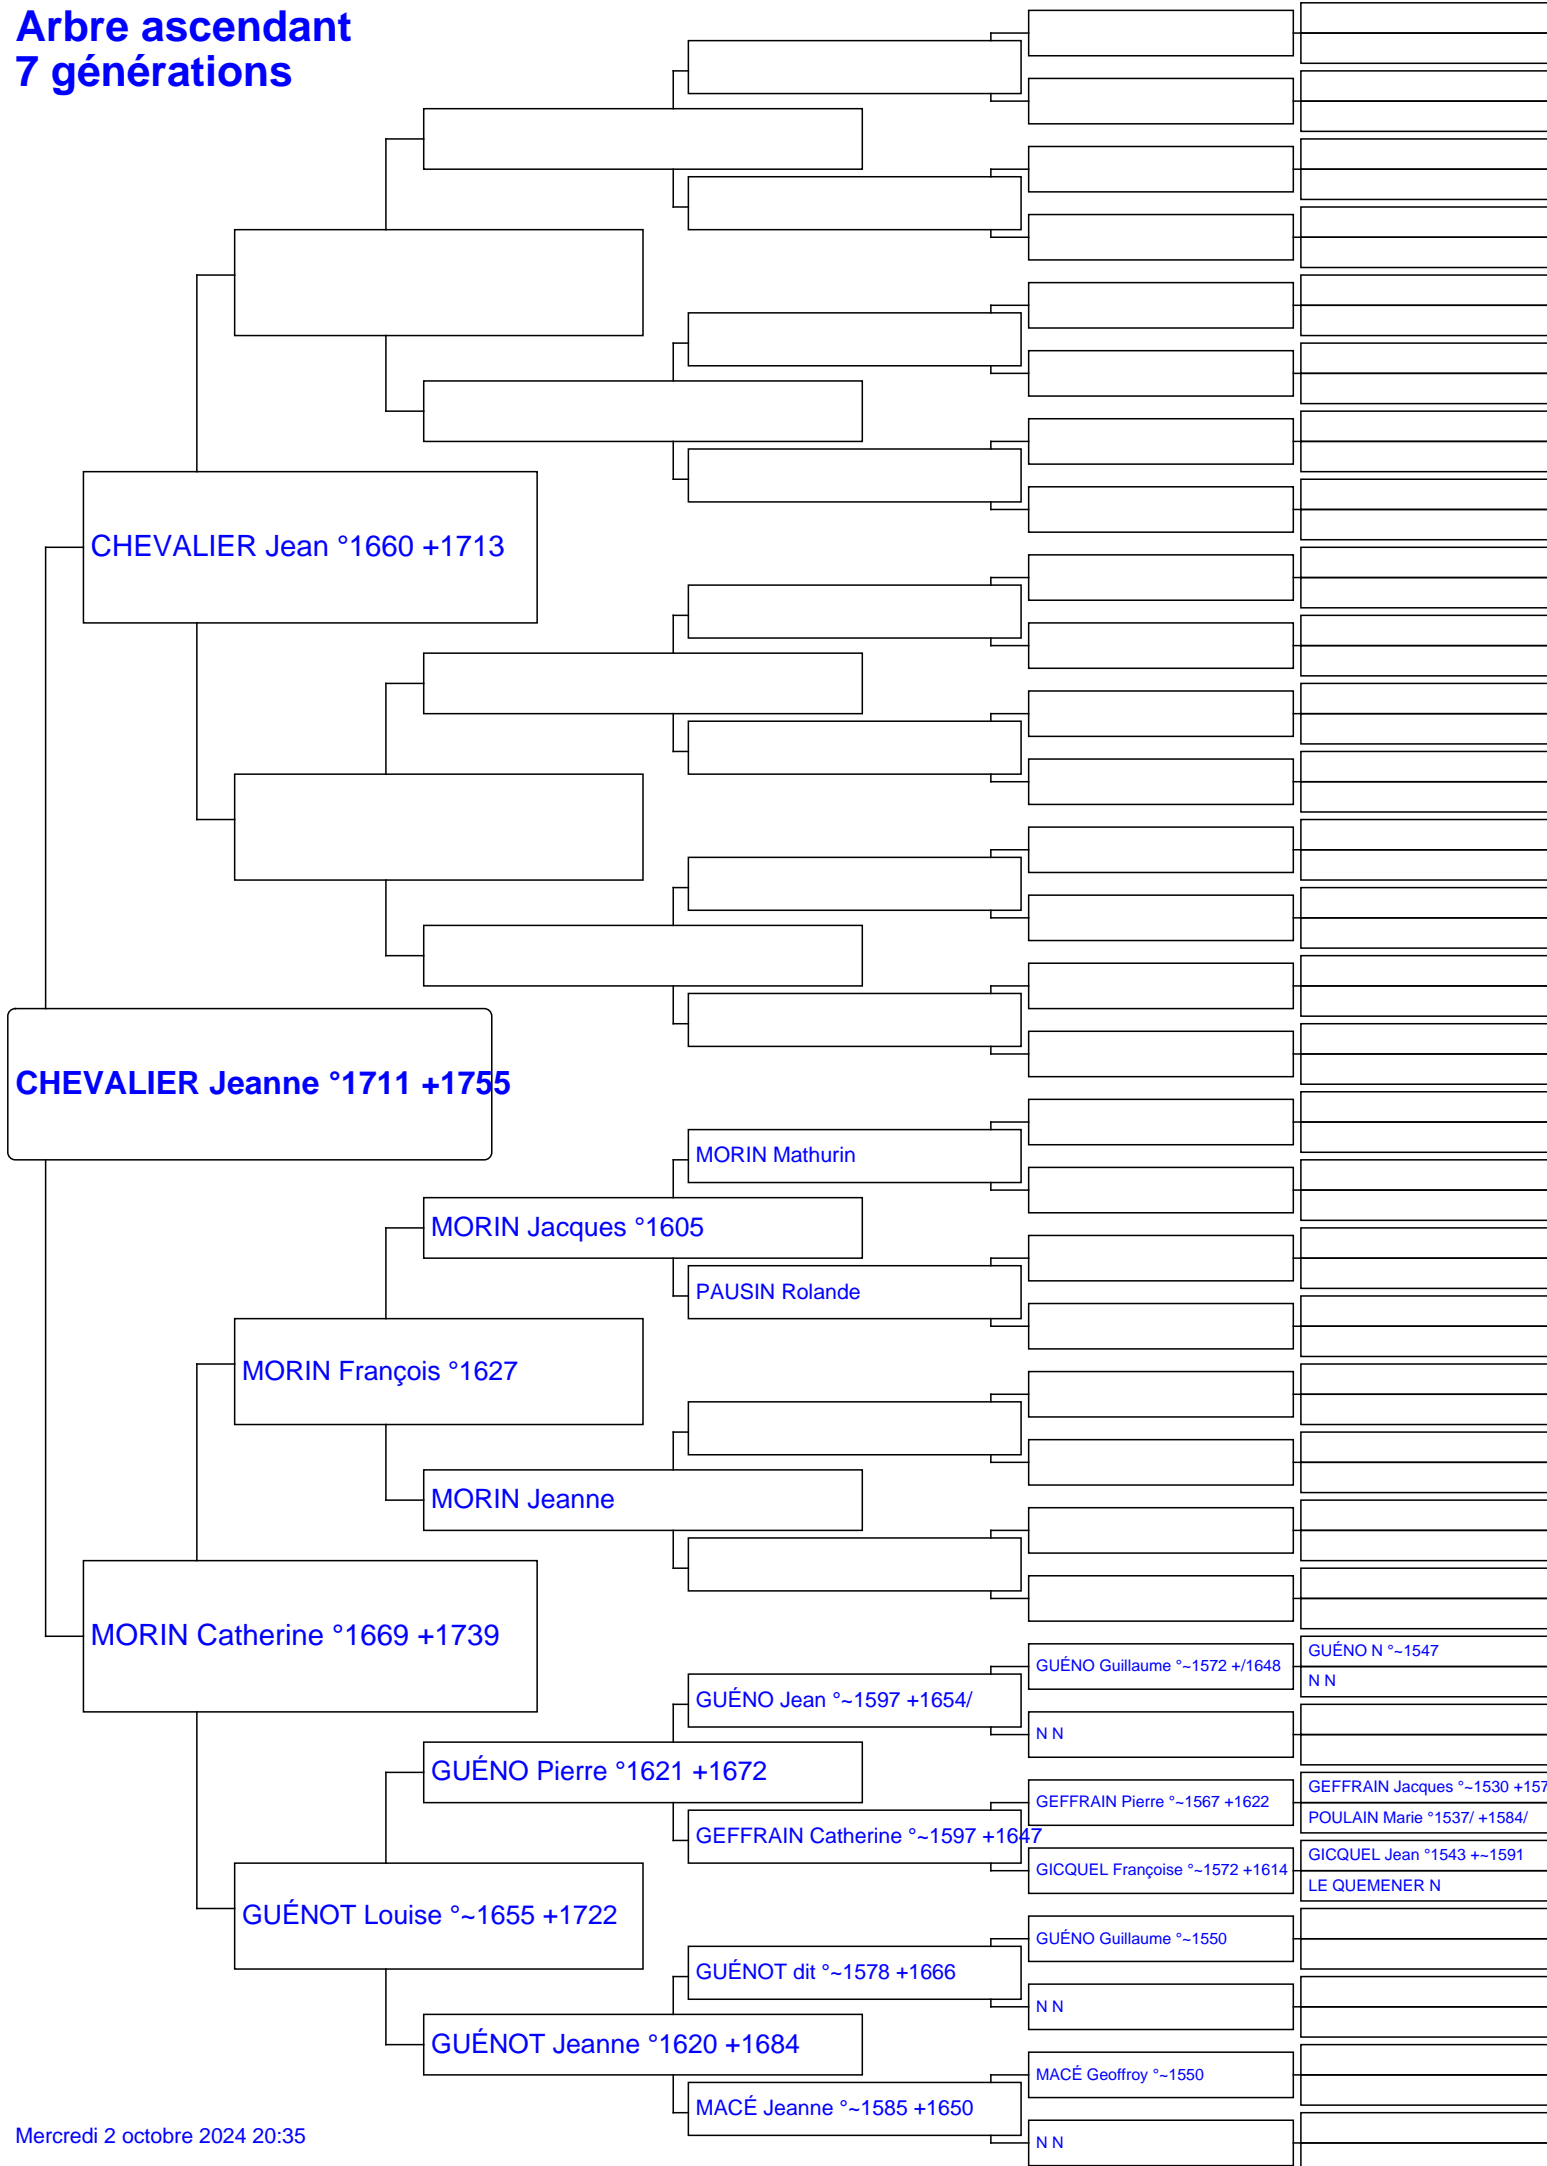 Arbre ascendant
7 générations
CHEVALIER Jean °1660 +1713
CHEVALIER Jeanne °1711 +1755
MORIN Mathurin
MORIN Jacques °1605
PAUSIN Rolande
MORIN François °1627
MORIN Jeanne
MORIN Catherine °1669 +1739
GUÉNO N °~1547
GUÉNO Guillaume °~1572 +/1648
N N
GUÉNO Jean °~1597 +1654/
N N
GUÉNO Pierre °1621 +1672
GEFFRAIN Jacques °~1530 +157
GEFFRAIN Pierre °~1567 +1622
POULAIN Marie °1537/ +1584/
GEFFRAIN Catherine °~1597 +1647
GICQUEL Jean °1543 +~1591
GICQUEL Françoise °~1572 +1614
LE QUEMENER N
GUÉNOT Louise °~1655 +1722
GUÉNO Guillaume °~1550
GUÉNOT dit °~1578 +1666
N N
GUÉNOT Jeanne °1620 +1684
MACÉ Geoffroy °~1550
MACÉ Jeanne °~1585 +1650
N N
Mercredi 2 octobre 2024 20:35